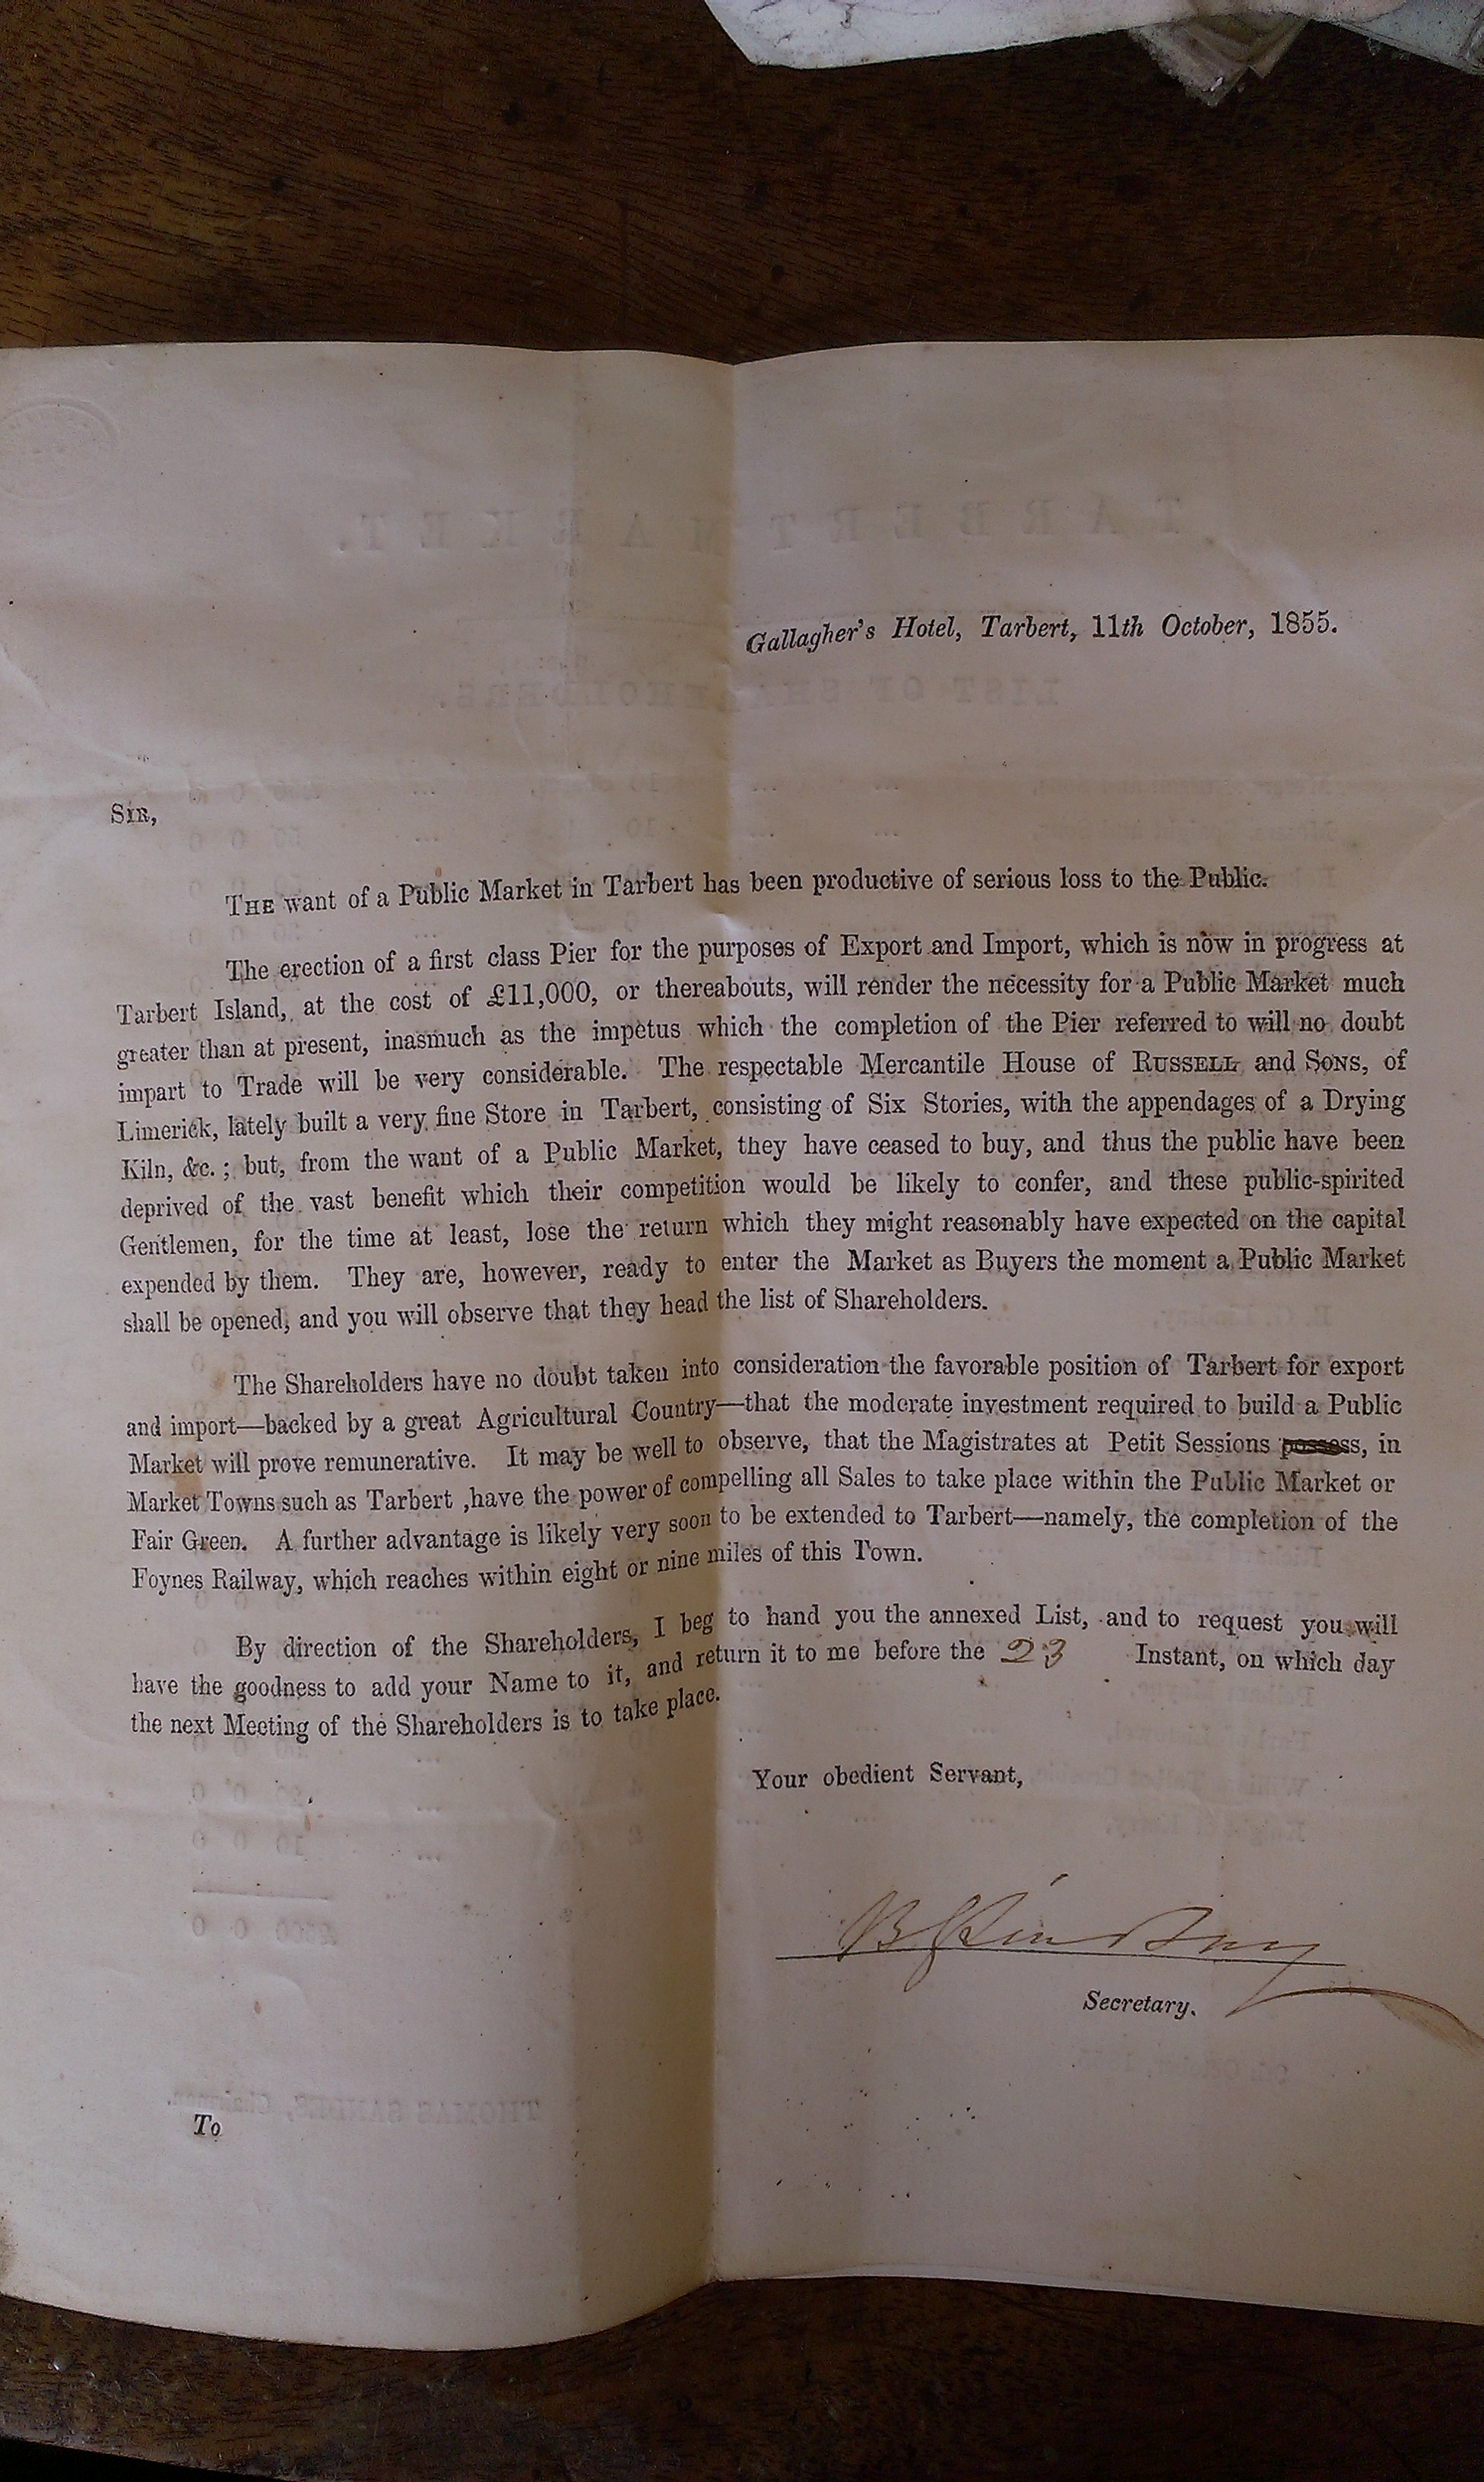 Gallagher's Hotel, Tarbert, 11th October, 1855.
SIR,
THE want of a Public Market in Tarbert has been productive of serious loss to the Public.
The erection of a first class Pier for the purposes of Export and Import, which is now in progress at
Tarbert Island, at the cost of £11,000, or thereabouts, will render the necessity for a Public Market much
greater than at present, inasmuch as the impetus which the completion of the Pier referred to will no doubt
impart to Trade will be very considerable. The respectable Mercantile House of RUSSELL and SONS, of
Limerick, lately built a very fine Store in Tarbert, consisting of Six Stories, with the appendages of a Drying
Kiln, &c.; but, from the want of a Public Market, they have ceased to buy, and thus the public have been
deprived of the vast benefit which their competition would be likely to confer, and these public-spirited
Gentlemen, for the time at least, lose the return which they might reasonably have expected on the capital
expended by them. They are, however, ready to enter the Market as Buyers the moment a Public Market
shall be opened, and you will observe that they head the list of Shareholders.
The Shareholders have no doubt taken into consideration the favorable position of Tarbert for export
and import—backed by a great Agricultural Country—that the moderate investment required to build a Public
Market will prove remunerative. It may be well to observe, that the Magistrates at Petit Sessions possess, in
Market Towns such as Tarbert ,have the power of compelling all Sales to take place within the Public Market or
Fair Green. A further advantage is likely very soon to be extended to Tarbert—namely, the completion of the
Foynes Railway, which reaches within eight or nine miles of this Town.
By direction of the Shareholders, I beg to hand you the annexed List, and to request you will
have the goodness to add your Name to it, and return it to me before the 23 Instant, on which day
the next Meeting of the Shareholders is to take place.
Your obedient Servant,
Secretary.
To